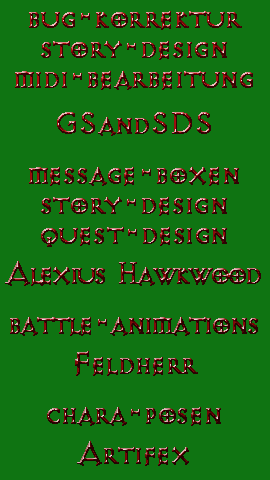 BUG-KORREKTUR
STORY-DESIGN
MIDI-BEARBEITUNG
GSandSDS
MESSAGE-BOXEN
STORY-DESIGN
QUEST-DESIGN
Alexius Hawkwood
BATTLE-ANIMATIONS
Feldherr
CHARA-POSEN
Artifex